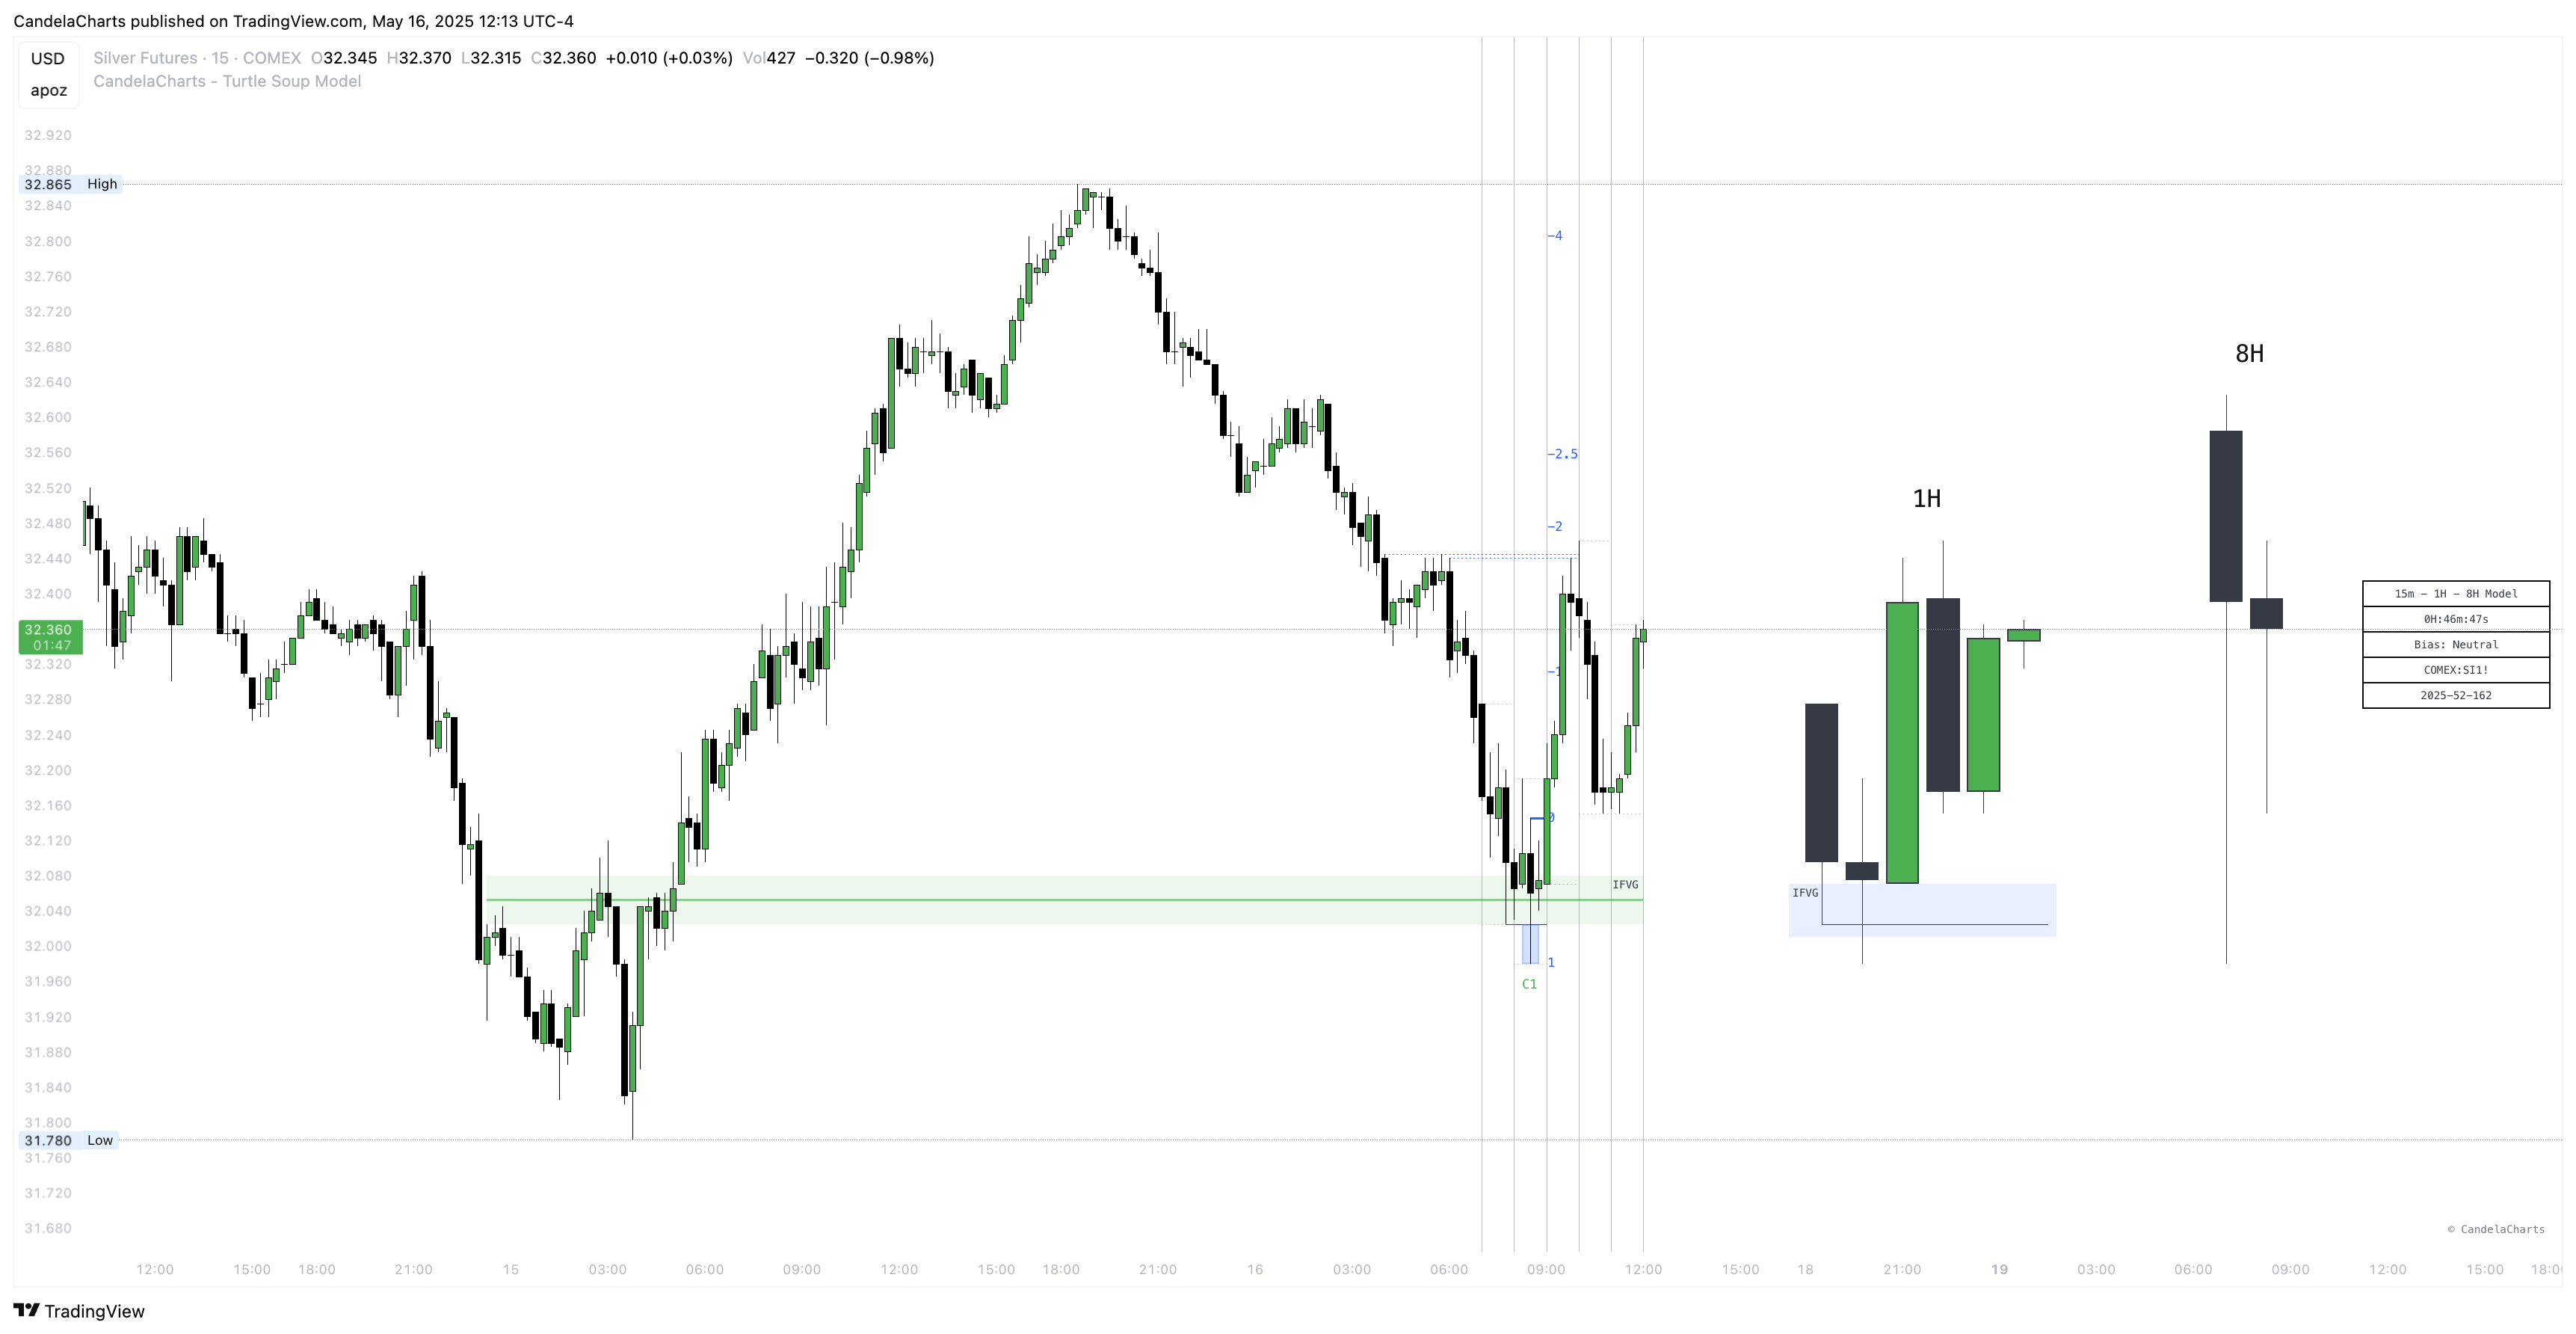 CandelaCharts published on TradingView.com, May 16, 2025 12:13 UTC-4
USD
apoz
Silver Futures · 15 · COMEX O32.345 H32.370 L32.315 C32.360 +0.010 (+0.03%) Vol427 −0.320 (−0.98%)
CandelaCharts - Turtle Soup Model
32.920
32.880
32.865 High
32.840
32.800
32.760
32.720
32.680
32.640
32.600
32.560
32.520
32.480
32.440
32.400
32.360
01:47
32.320
32.280
32.240
32.200
32.160
32.120
32.080
32.040
32.000
31.960
31.920
31.880
31.840
31.800
31.780 Low
31.760
31.720
31.680
−4
−2.5
−2
−1
0
1
IFVG
C1
1H
IFVG
8H
15m − 1H − 8H Model
0H:46m:47s
Bias: Neutral
COMEX:SI1!
2025-52-162
© CandelaCharts
12:00 15:00 18:00 21:00 15 03:00 06:00 09:00 12:00 15:00 18:00 21:00 16 03:00 06:00 09:00 12:00 15:00 18 21:00 19 03:00 06:00 09:00 12:00 15:00
TradingView